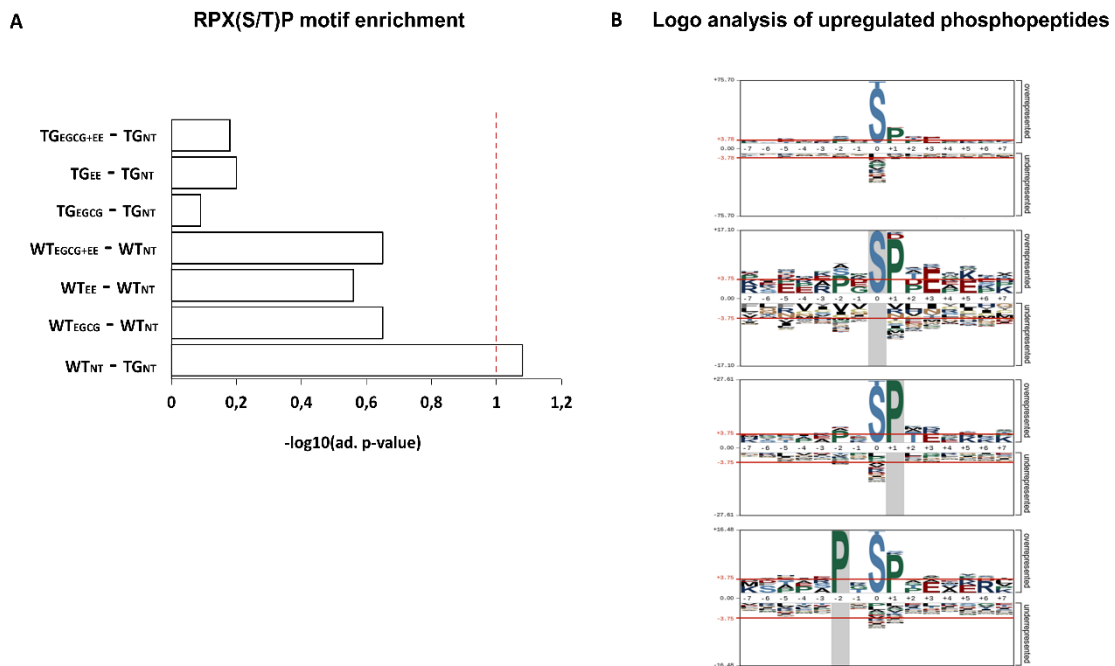 A
RPX(S/T)P motif enrichment
TGEGCG+EE – TGNT
TGEE – TGNT
TGEGCG – TGNT
WTEGCG+EE – WTNT
WTEE – WTNT
WTEGCG – WTNT
WTNT – TGNT
0 0,2 0,4 0,6 0,8 1 1,2
-log10(ad. p-value)
B Logo analysis of upregulated phosphopeptides
+75.70
S
P
overrepresented
+3.75
0.00
-7 -6 -5 -4 -3 -2 -1 0 +1 +2 +3 +4 +5 +6 +7
-3.75
underrepresented
-75.70
+17.10
S P
overrepresented
+3.75
0.00
-7 -6 -5 -4 -3 -2 -1 0 +1 +2 +3 +4 +5 +6 +7
-3.75
underrepresented
-17.10
+27.61
S P
overrepresented
+3.75
0.00
-7 -6 -5 -4 -3 -2 -1 0 +1 +2 +3 +4 +5 +6 +7
-3.75
underrepresented
-27.61
+16.48
P S P
overrepresented
+3.75
0.00
-7 -6 -5 -4 -3 -2 -1 0 +1 +2 +3 +4 +5 +6 +7
-3.75
underrepresented
-16.48